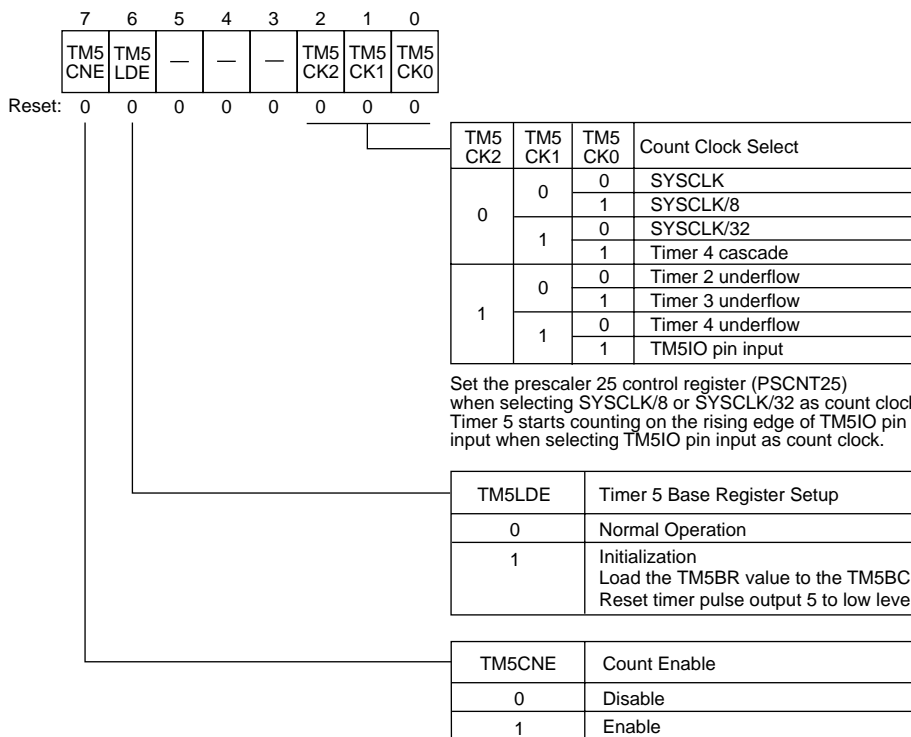 7 6 5 4 3 2 1 0
TM5 CNE TM5 LDE — — — TM5 CK2 TM5 CK1 TM5 CK0
Reset: 0 0 0 0 0 0 0 0
TM5 CK2 TM5 CK1 TM5 CK0 Count Clock Select
0 0 0 SYSCLK
1 SYSCLK/8
1 0 SYSCLK/32
1 Timer 4 cascade
1 0 0 Timer 2 underflow
1 Timer 3 underflow
1 0 Timer 4 underflow
1 TM5IO pin input
Set the prescaler 25 control register (PSCNT25)
when selecting SYSCLK/8 or SYSCLK/32 as count cloc
Timer 5 starts counting on the rising edge of TM5IO pin
input when selecting TM5IO pin input as count clock.
TM5LDE Timer 5 Base Register Setup
0 Normal Operation
1 Initialization
Load the TM5BR value to the TM5BC
Reset timer pulse output 5 to low leve
TM5CNE Count Enable
0 Disable
1 Enable